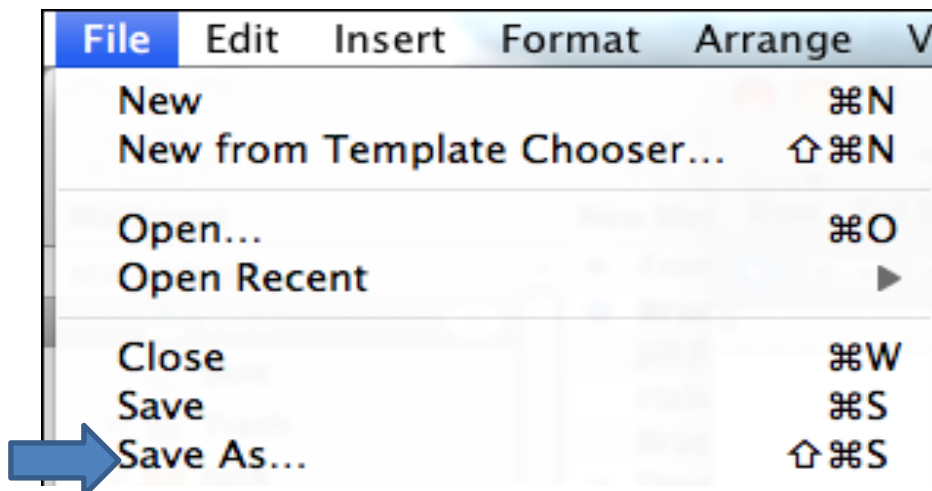 File Edit Insert Format Arrange V
New ⌘N
New from Template Chooser... ⇧⌘N
Open... ⌘O
Open Recent ▶
Close ⌘W
Save ⌘S
Save As... ⇧⌘S